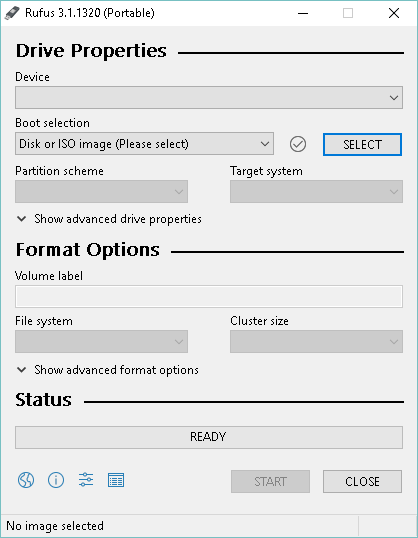 Rufus 3.1.1320 (Portable)
Drive Properties
Device
Boot selection
Disk or ISO image (Please select)
SELECT
Partition scheme
Target system
Show advanced drive properties
Format Options
Volume label
File system
Cluster size
Show advanced format options
Status
READY
START
CLOSE
No image selected